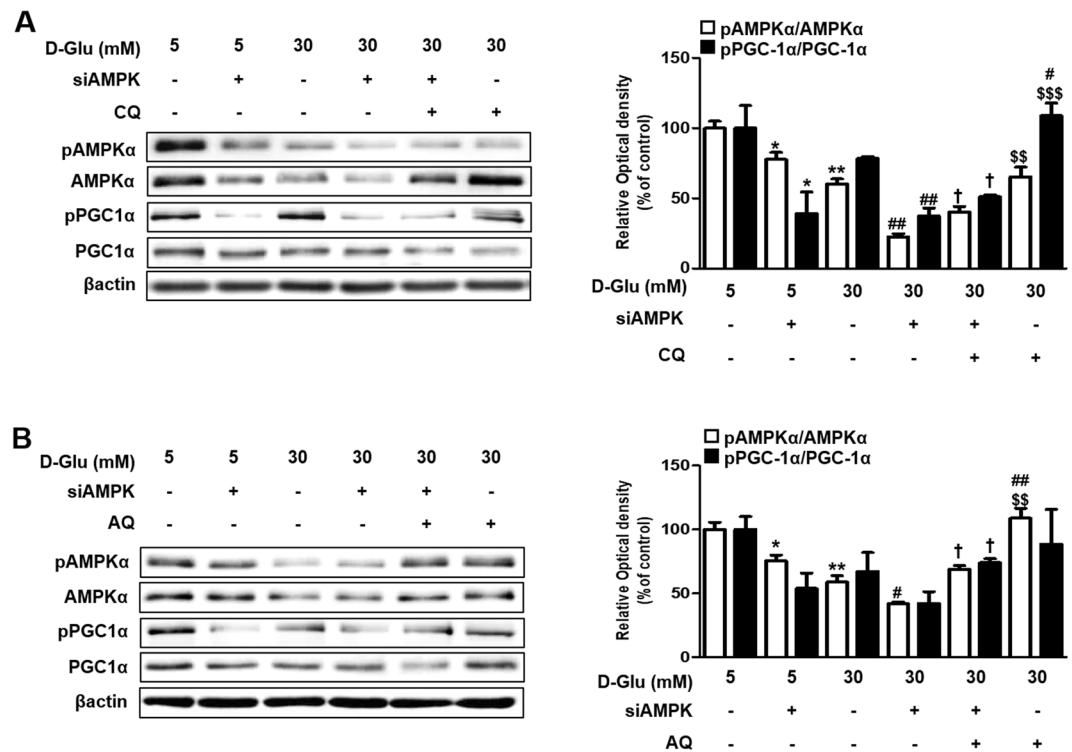 A
D-Glu (mM) 5 5 30 30 30 30
siAMPK - + - + + -
CQ - - - - + +
pAMPKα
AMPKα
pPGC1α
PGC1α
βactin
pAMPKα/AMPKα
pPGC-1α/PGC-1α
Relative Optical density
(% of control)
150
100
50
0
* * ** ## ## † † $$ # $$$
D-Glu (mM) 5 5 30 30 30 30
siAMPK - + - + + -
CQ - - - - + +
B
D-Glu (mM) 5 5 30 30 30 30
siAMPK - + - + + -
AQ - - - - + +
pAMPKα
AMPKα
pPGC1α
PGC1α
βactin
pAMPKα/AMPKα
pPGC-1α/PGC-1α
Relative Optical density
(% of control)
150
100
50
0
* ** # † † ## $$
D-Glu (mM) 5 5 30 30 30 30
siAMPK - + - + + -
AQ - - - - + +